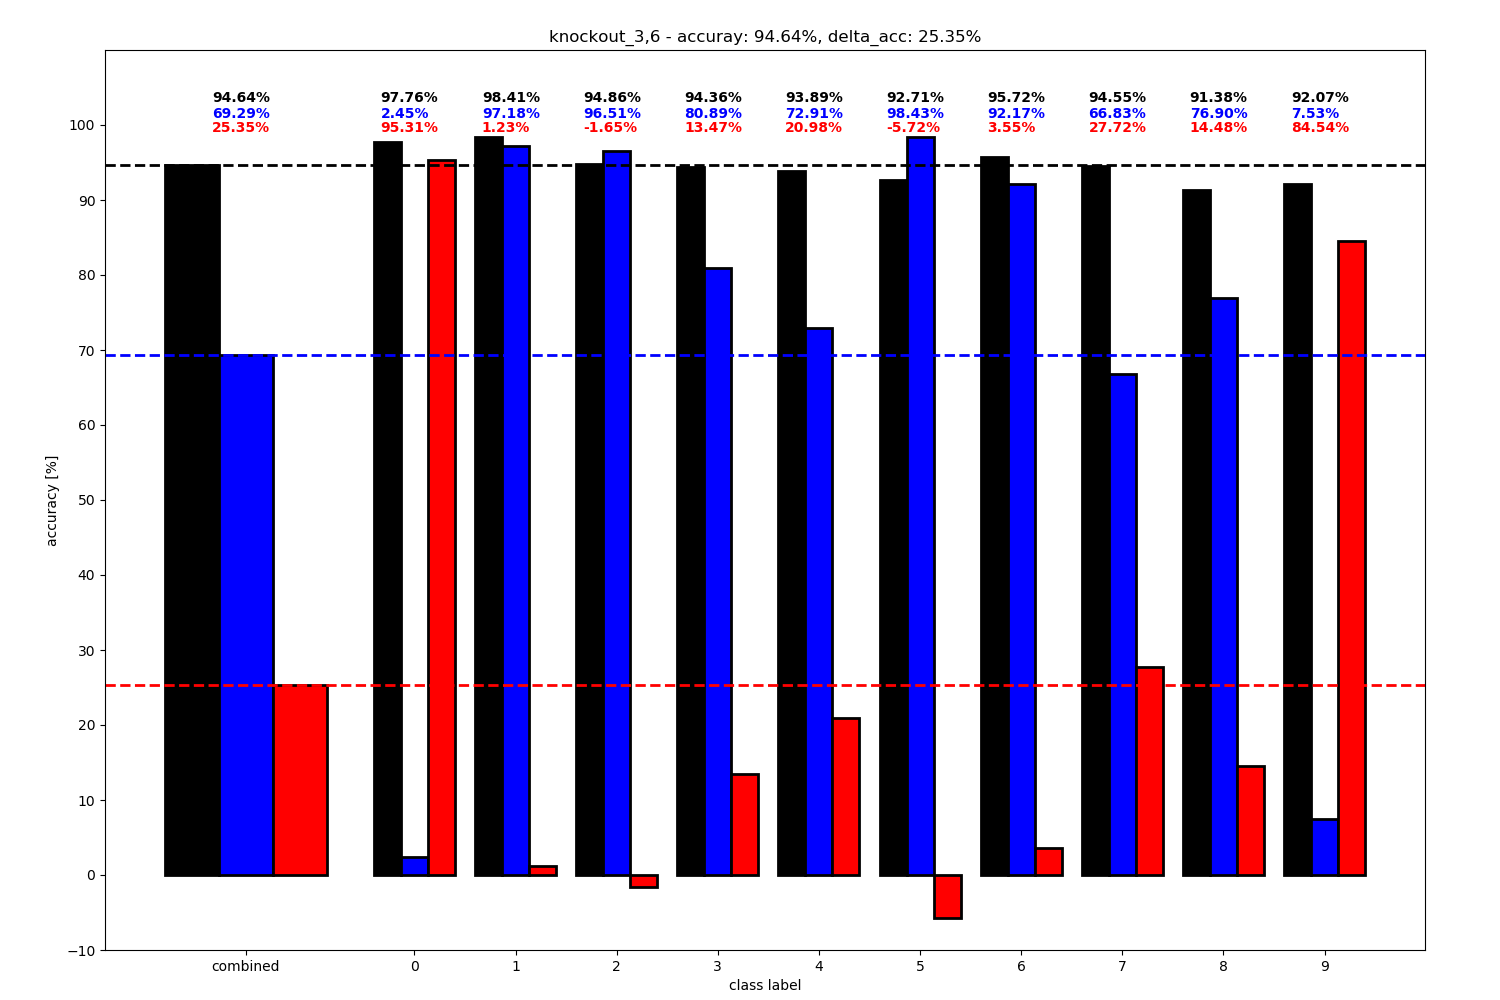 knockout_3,6 - accuray: 94.64%, delta_acc: 25.35%
94.64% 97.76% 98.41% 94.86% 94.36% 93.89% 92.71% 95.72% 94.55% 91.38% 92.07%
69.29% 2.45% 97.18% 96.51% 80.89% 72.91% 98.43% 92.17% 66.83% 76.90% 7.53%
25.35% 95.31% 1.23% -1.65% 13.47% 20.98% -5.72% 3.55% 27.72% 14.48% 84.54%
100
90
80
70
60
50
40
30
20
10
0
−10
accuracy [%]
combined 0 1 2 3 4 5 6 7 8 9
class label